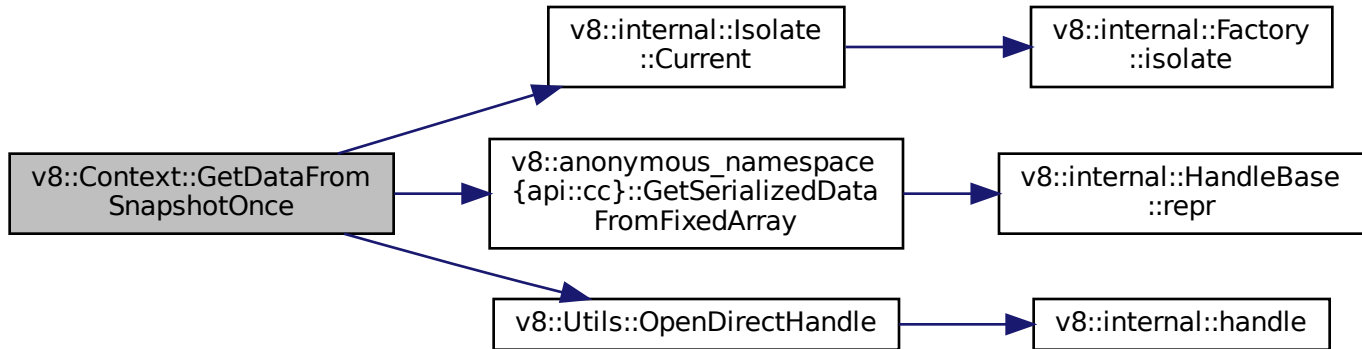 v8::Context::GetDataFrom
SnapshotOnce
v8::internal::Isolate
::Current
v8::internal::Factory
::isolate
v8::anonymous_namespace
{api::cc}::GetSerializedData
FromFixedArray
v8::internal::HandleBase
::repr
v8::Utils::OpenDirectHandle
v8::internal::handle